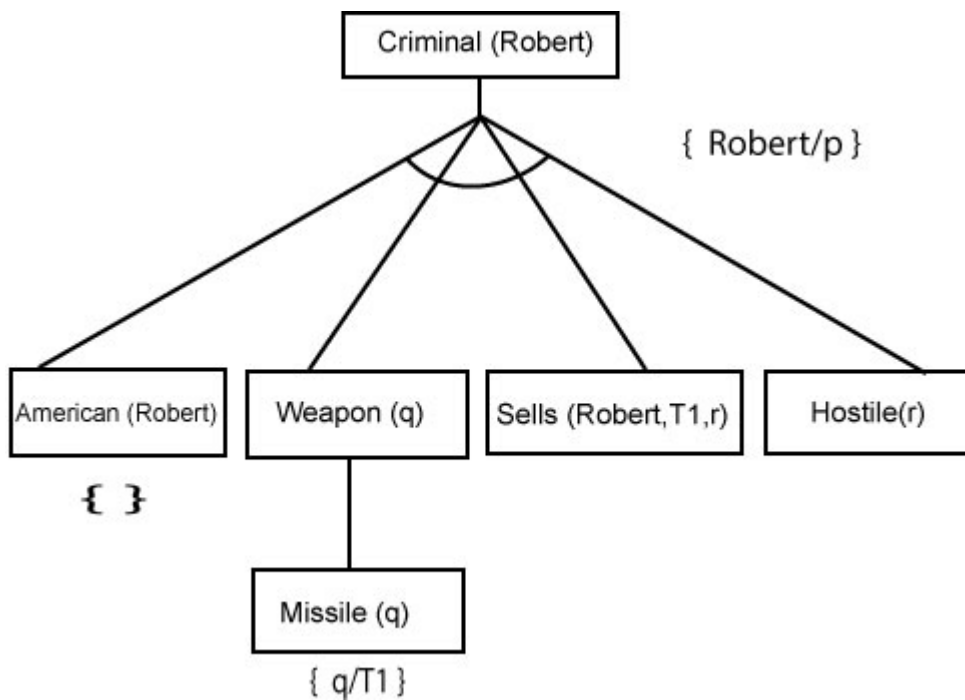 Criminal (Robert)
{ Robert/p }
American (Robert)
Weapon (q)
Sells (Robert,T1,r)
Hostile(r)
{ }
Missile (q)
{ q/T1 }